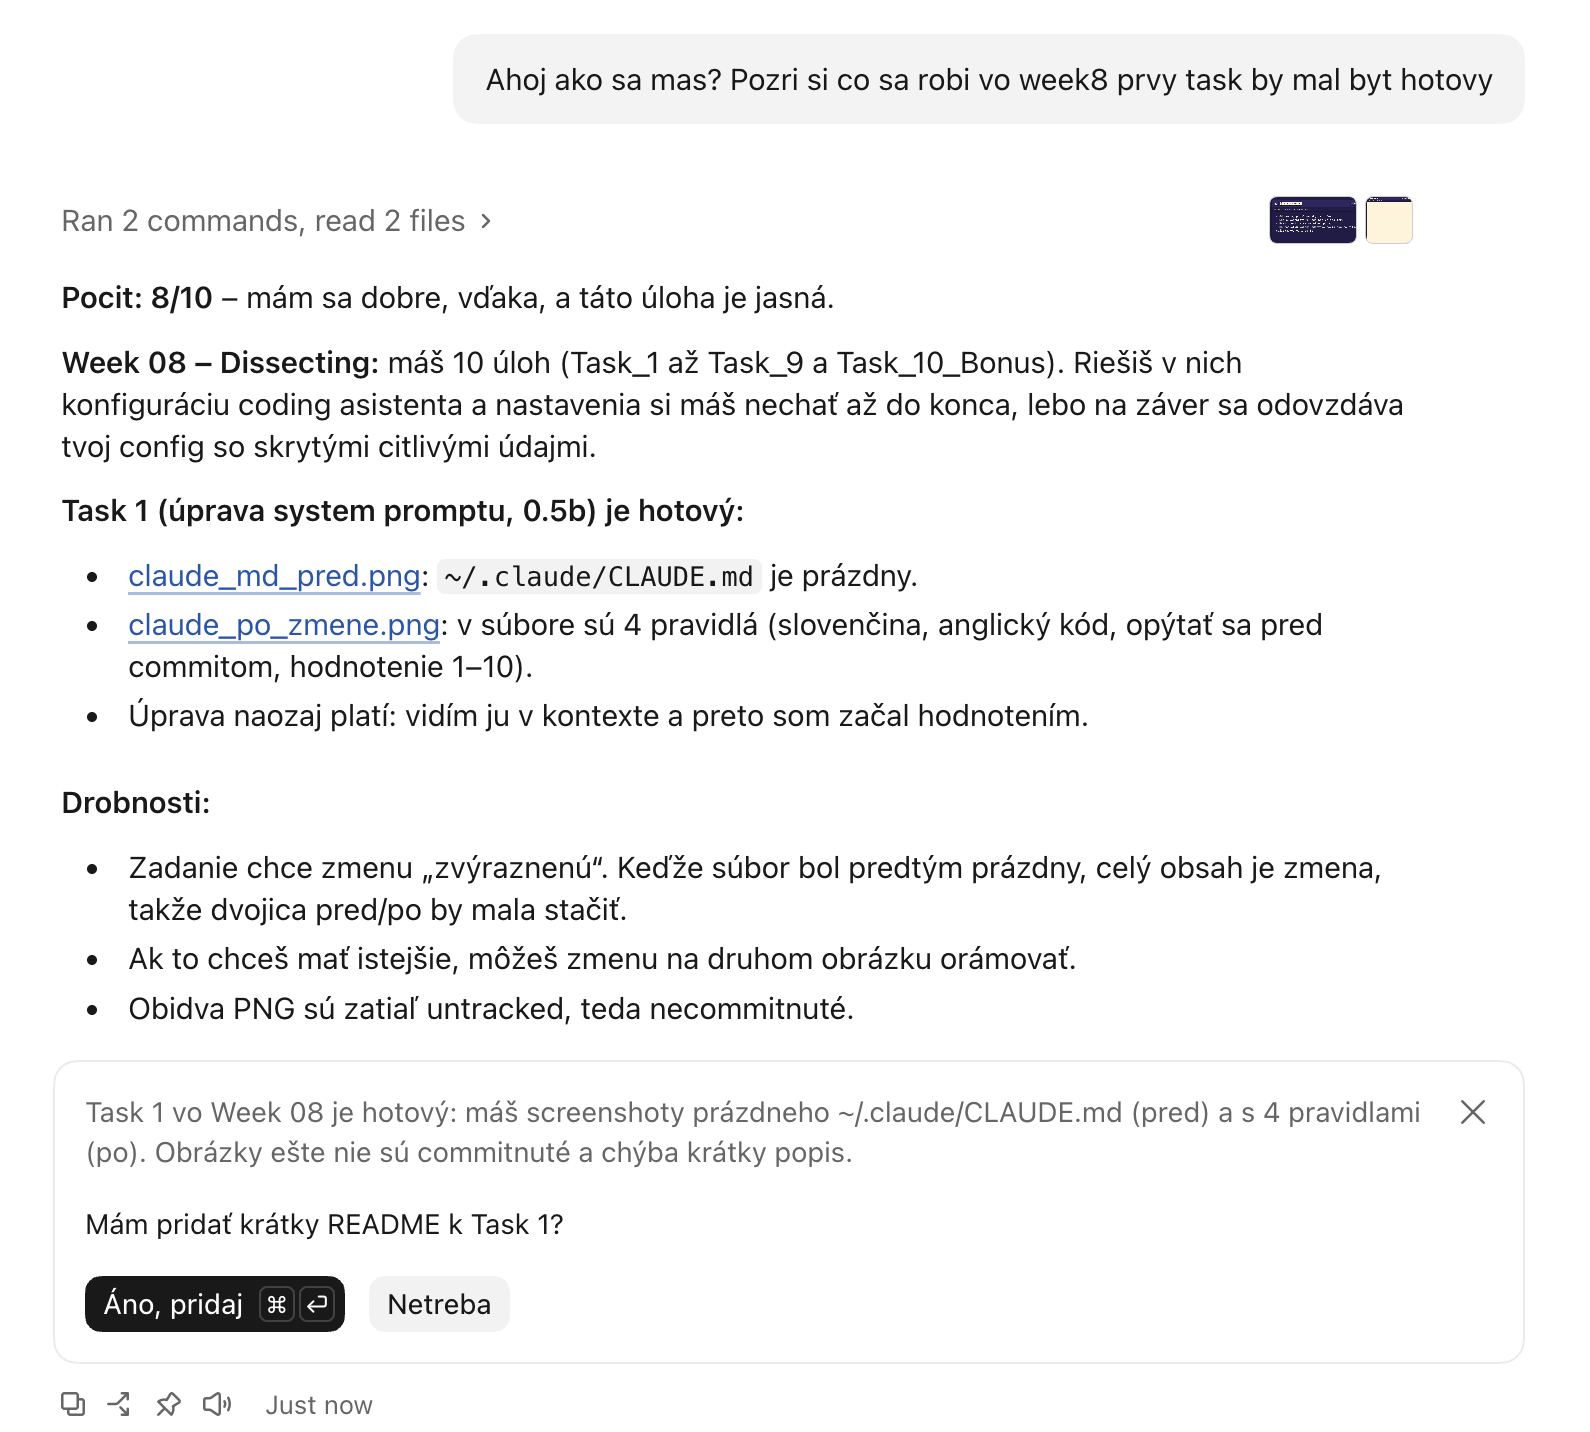 Ahoj ako sa mas? Pozri si co sa robi vo week8 prvy task by mal byt hotovy
Ran 2 commands, read 2 files
Pocit: 8/10 – mám sa dobre, vďaka, a táto úloha je jasná.
Week 08 – Dissecting: máš 10 úloh (Task_1 až Task_9 a Task_10_Bonus). Riešiš v nich
konfiguráciu coding asistenta a nastavenia si máš nechať až do konca, lebo na záver sa odovzdáva
tvoj config so skrytými citlivými údajmi.
Task 1 (úprava system promptu, 0.5b) je hotový:
• claude_md_pred.png: ~/.claude/CLAUDE.md je prázdny.
• claude_po_zmene.png: v súbore sú 4 pravidlá (slovenčina, anglický kód, opýtať sa pred
commitom, hodnotenie 1–10).
• Úprava naozaj platí: vidím ju v kontexte a preto som začal hodnotením.
Drobnosti:
• Zadanie chce zmenu „zvýraznenú“. Keďže súbor bol predtým prázdny, celý obsah je zmena,
takže dvojica pred/po by mala stačiť.
• Ak to chceš mať istejšie, môžeš zmenu na druhom obrázku orámovať.
• Obidva PNG sú zatiaľ untracked, teda necommitnuté.
Task 1 vo Week 08 je hotový: máš screenshoty prázdneho ~/.claude/CLAUDE.md (pred) a s 4 pravidlami
(po). Obrázky ešte nie sú commitnuté a chýba krátky popis.
Mám pridať krátky README k Task 1?
Áno, pridaj ⌘ ↵ Netreba
Just now